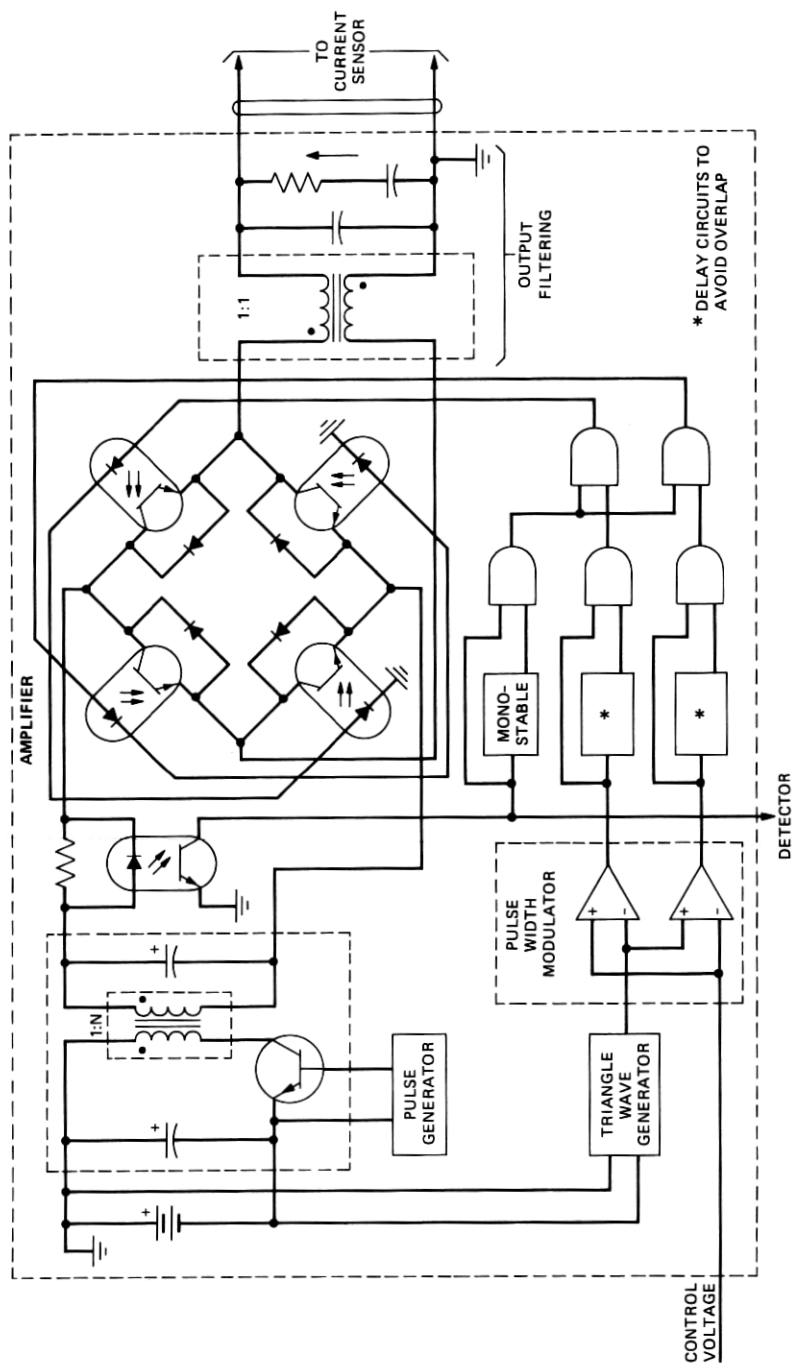 AMPLIFIER
1:N
+
+
+
PULSE
GENERATOR
TRIANGLE
WAVE
GENERATOR
PULSE
WIDTH
MODULATOR
+
-
+
-
CONTROL
VOLTAGE
DETECTOR
MONO-
STABLE
*
*
1:1
OUTPUT
FILTERING
TO
CURRENT
SENSOR
* DELAY CIRCUITS TO
AVOID OVERLAP